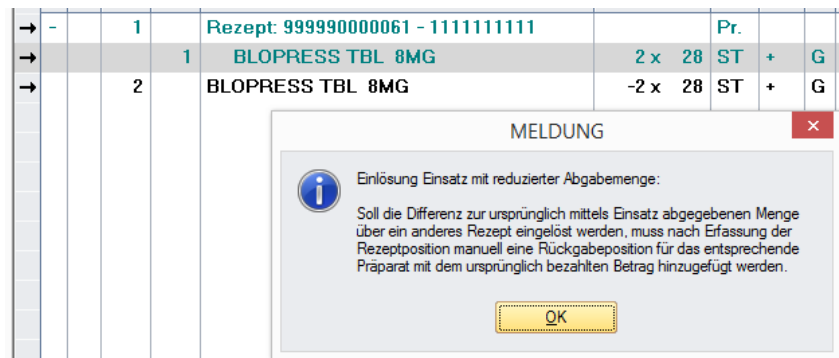 → - 1 Rezept: 999990000061 - 1111111111 Pr.
→ 1 BLOPRESS TBL 8MG 2 x 28 ST + G
→ 2 BLOPRESS TBL 8MG -2 x 28 ST + G
MELDUNG
Einlösung Einsatz mit reduzierter Abgabemenge:
Soll die Differenz zur ursprünglich mittels Einsatz abgegebenen Menge
über ein anderes Rezept eingelöst werden, muss nach Erfassung der
Rezeptposition manuell eine Rückgabeposition für das entsprechende
Präparat mit dem ursprünglich bezahlten Betrag hinzugefügt werden.
OK